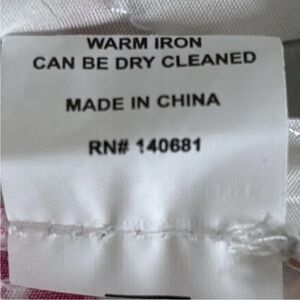 WARM IRON
CAN BE DRY CLEANED
MADE IN CHINA
RN# 140681